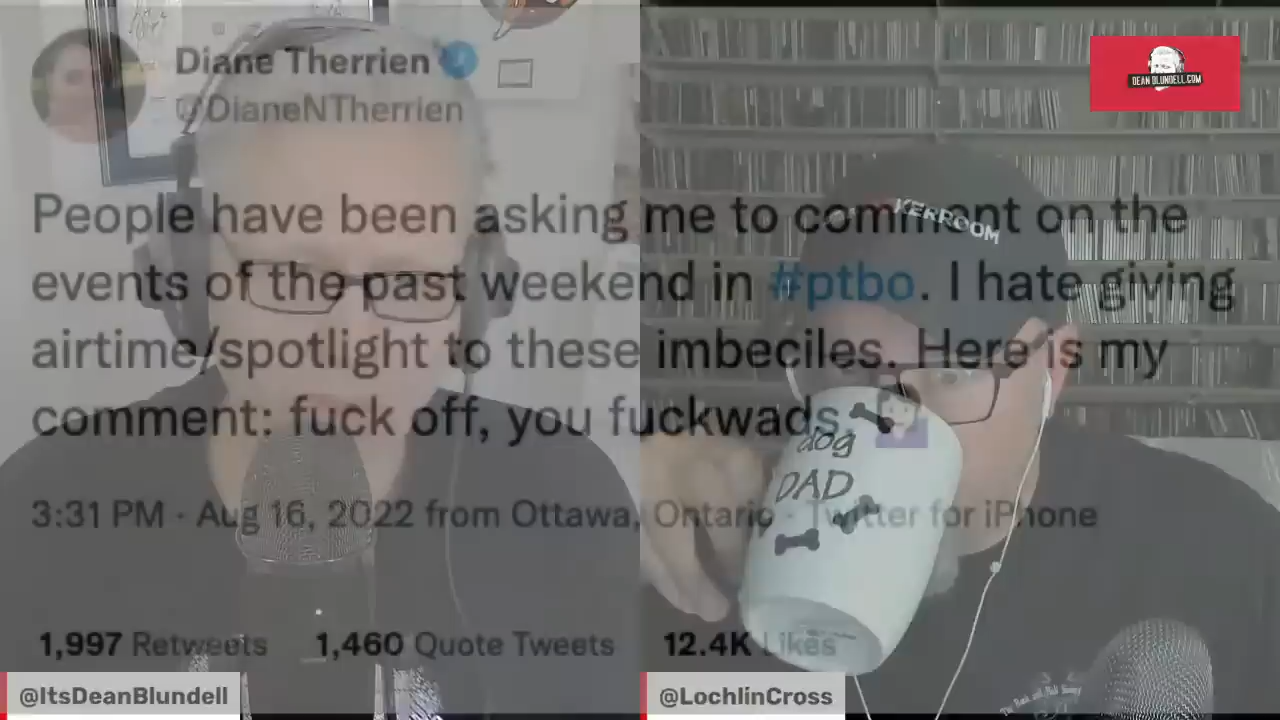 Diane Therrien
@DianeNTherrien
DEAN BLUNDELL.COM
People have been asking me to comment on the
events of the past weekend in #ptbo. I hate giving
airtime/spotlight to these imbeciles. Here is my
comment: fuck off, you fuckwads.
KERROOM
dog
DAD
3:31 PM · Aug 16, 2022 from Ottawa, Ontario · Twitter for iPhone
1,997 Retweets 1,460 Quote Tweets 12.4K Likes
@ItsDeanBlundell
@LochlinCross